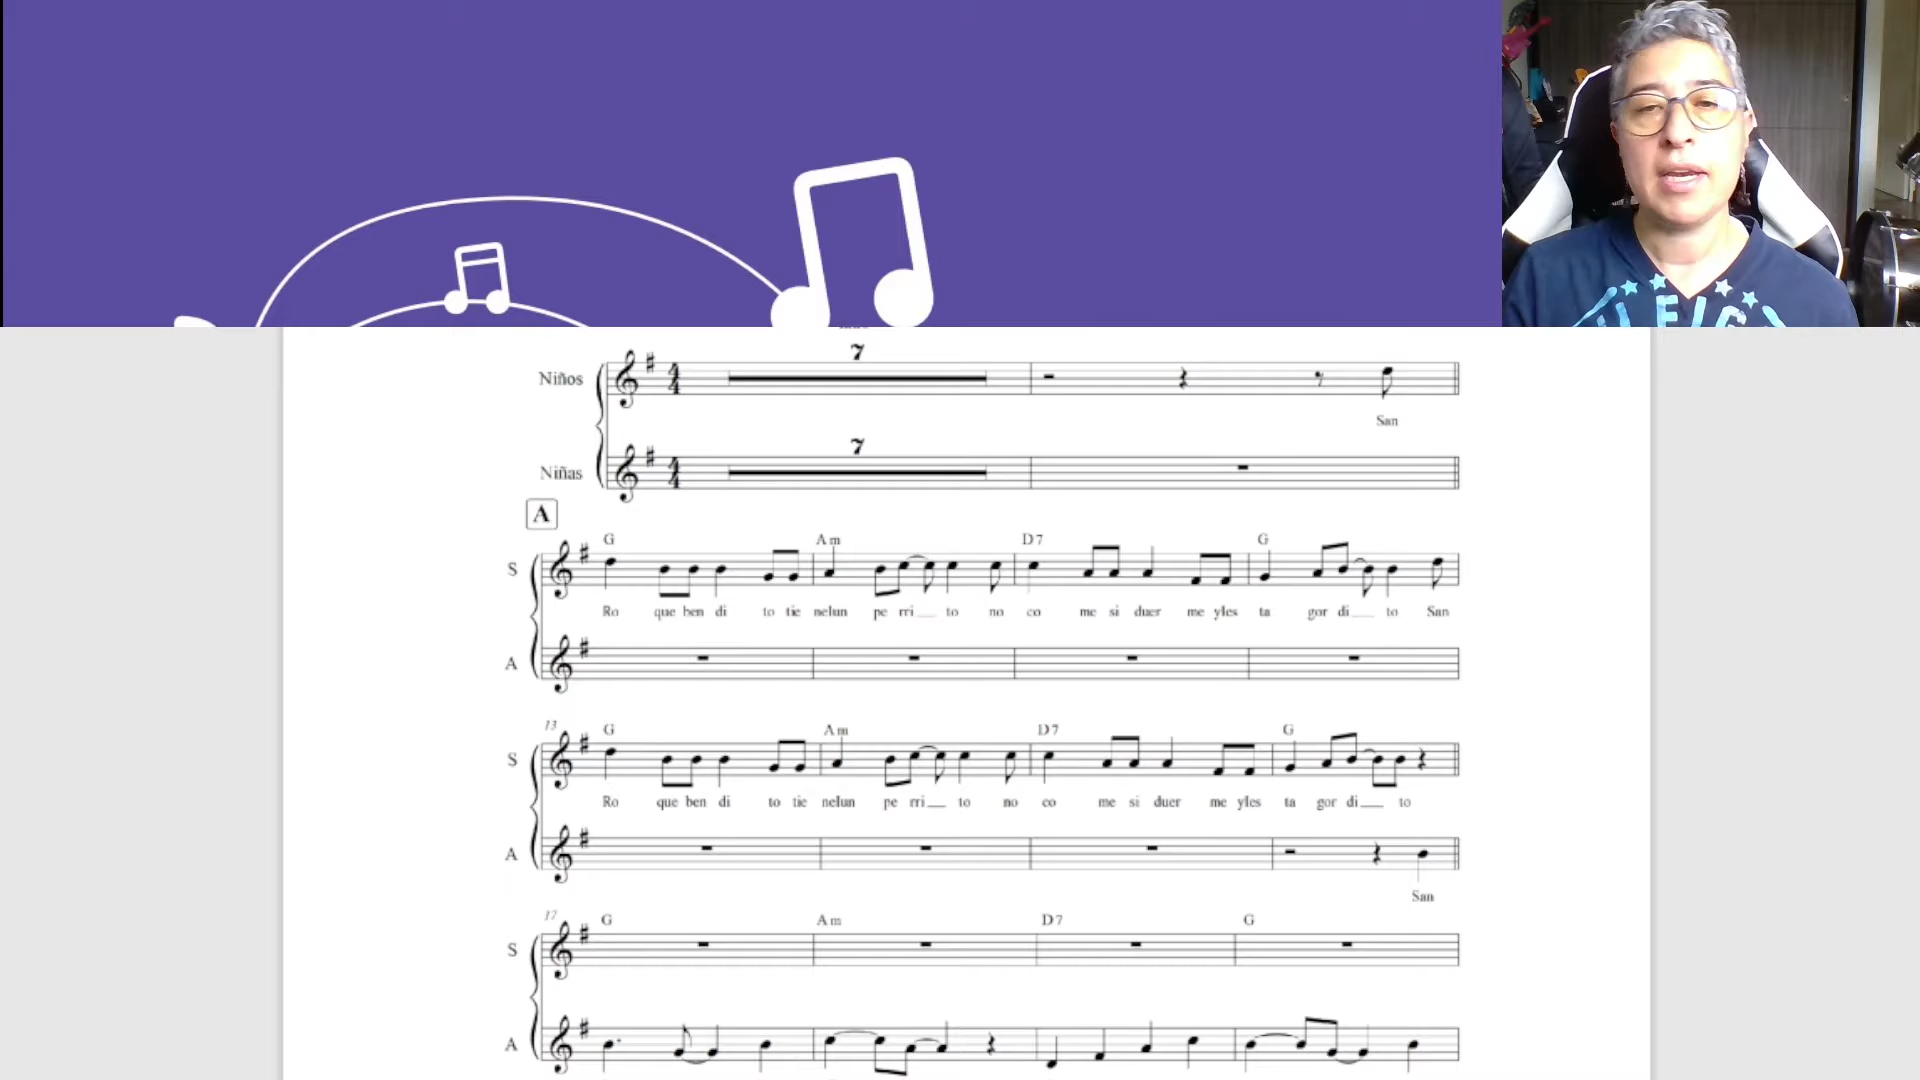 7
Niños
San
7
Niñas
A
G Am D7 G
S
Ro que ben di to tie nelun pe rri to no co me si duer me yles ta gor di to San
A
13 G Am D7 G
S
Ro que ben di to tie nelun pe rri to no co me si duer me yles ta gor di to
A
San
17 G Am D7 G
S
A